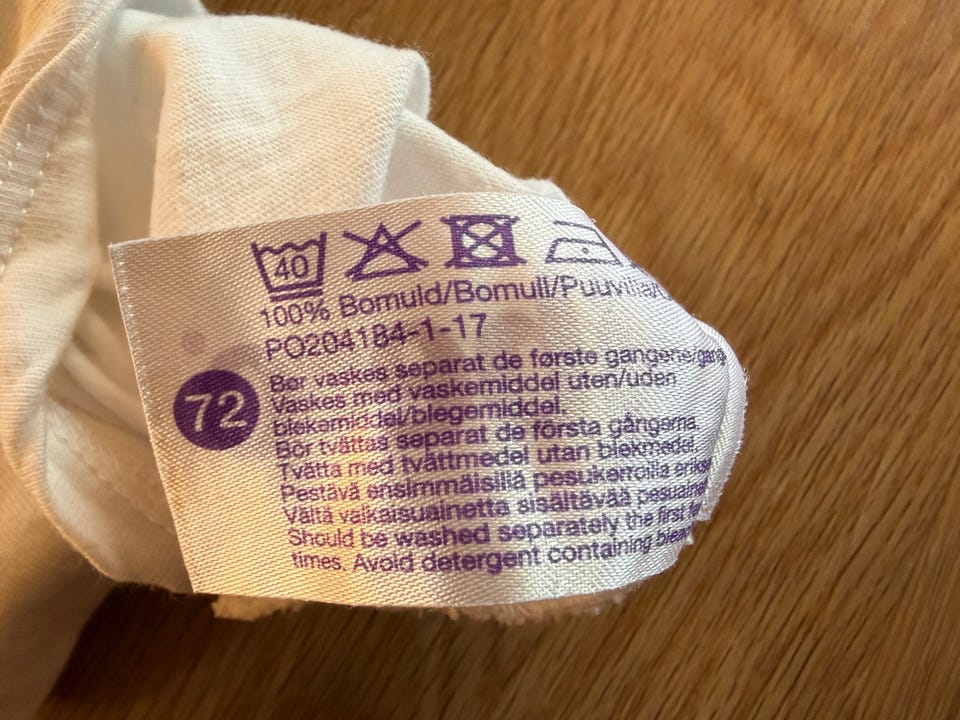 40
100% Bomuld/Bomull/Puuvilla/
PO204184-1-17
72
Bør vaskes separat de første gangene/gang
Vaskes med vaskemiddel uten/uden
blekemiddel/blegemiddel.
Bör tvättas separat de första gångerna.
Tvätta med tvättmedel utan blekmedel.
Pestävä ensimmäisillä pesukerroilla
Vältä valkaisuainetta sisältävää
Should be washed separately the first
times. Avoid detergent containing